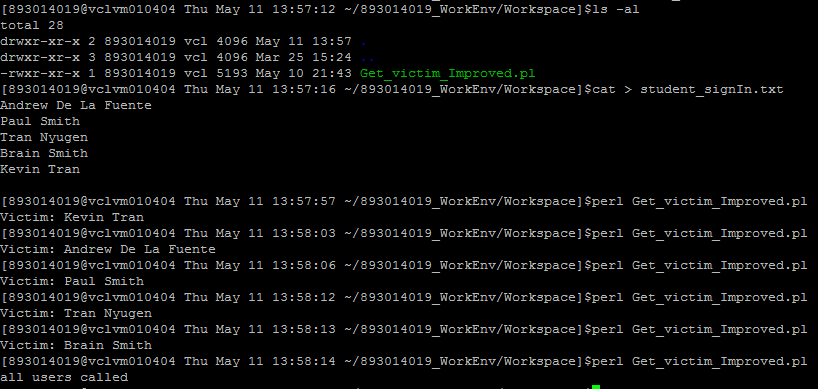 [893014019@vclvm010404 Thu May 11 13:57:12 ~/893014019_WorkEnv/Workspace]$ls -al
total 28
drwxr-xr-x 2 893014019 vcl 4096 May 11 13:57 .
drwxr-xr-x 3 893014019 vcl 4096 Mar 25 15:24 ..
-rwxr-xr-x 1 893014019 vcl 5193 May 10 21:43 Get_victim_Improved.pl
[893014019@vclvm010404 Thu May 11 13:57:16 ~/893014019_WorkEnv/Workspace]$cat > student_signIn.txt
Andrew De La Fuente
Paul Smith
Tran Nyugen
Brain Smith
Kevin Tran
[893014019@vclvm010404 Thu May 11 13:57:57 ~/893014019_WorkEnv/Workspace]$perl Get_victim_Improved.pl
Victim: Kevin Tran
[893014019@vclvm010404 Thu May 11 13:58:03 ~/893014019_WorkEnv/Workspace]$perl Get_victim_Improved.pl
Victim: Andrew De La Fuente
[893014019@vclvm010404 Thu May 11 13:58:06 ~/893014019_WorkEnv/Workspace]$perl Get_victim_Improved.pl
Victim: Paul Smith
[893014019@vclvm010404 Thu May 11 13:58:12 ~/893014019_WorkEnv/Workspace]$perl Get_victim_Improved.pl
Victim: Tran Nyugen
[893014019@vclvm010404 Thu May 11 13:58:13 ~/893014019_WorkEnv/Workspace]$perl Get_victim_Improved.pl
Victim: Brain Smith
[893014019@vclvm010404 Thu May 11 13:58:14 ~/893014019_WorkEnv/Workspace]$perl Get_victim_Improved.pl
all users called